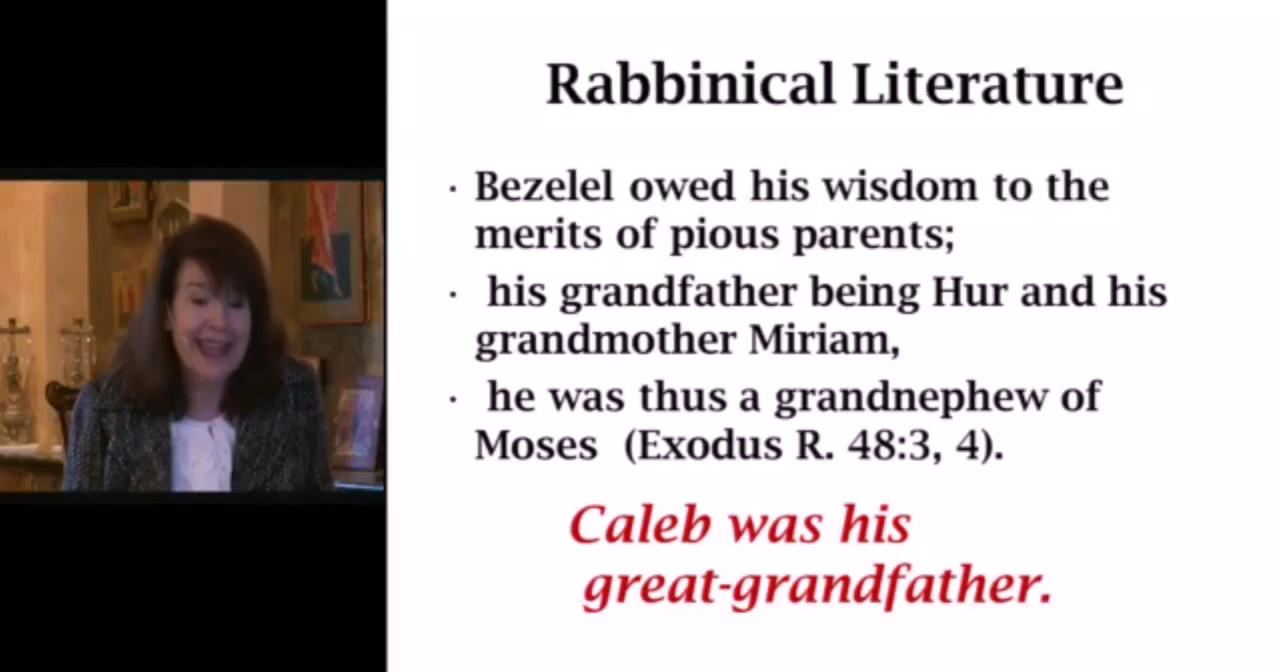 Rabbinical Literature
· Bezelel owed his wisdom to the
merits of pious parents;
· his grandfather being Hur and his
grandmother Miriam,
· he was thus a grandnephew of
Moses (Exodus R. 48:3, 4).
Caleb was his
great-grandfather.